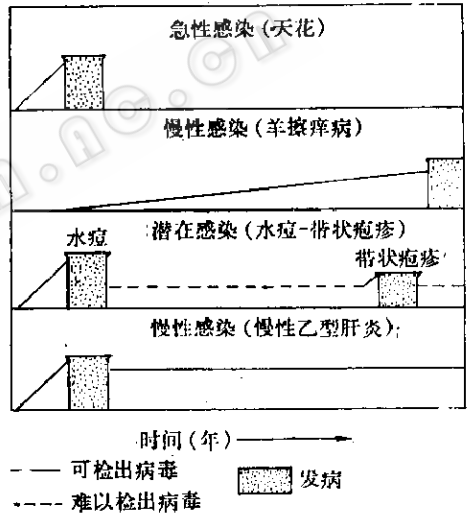 急性感染(天花)
慢性感染(羊擦痒病)
水痘
潜在感染(水痘-带状疱疹)
带状疱疹
慢性感染(慢性乙型肝炎)
时间(年)
可检出病毒
发病
难以检出病毒